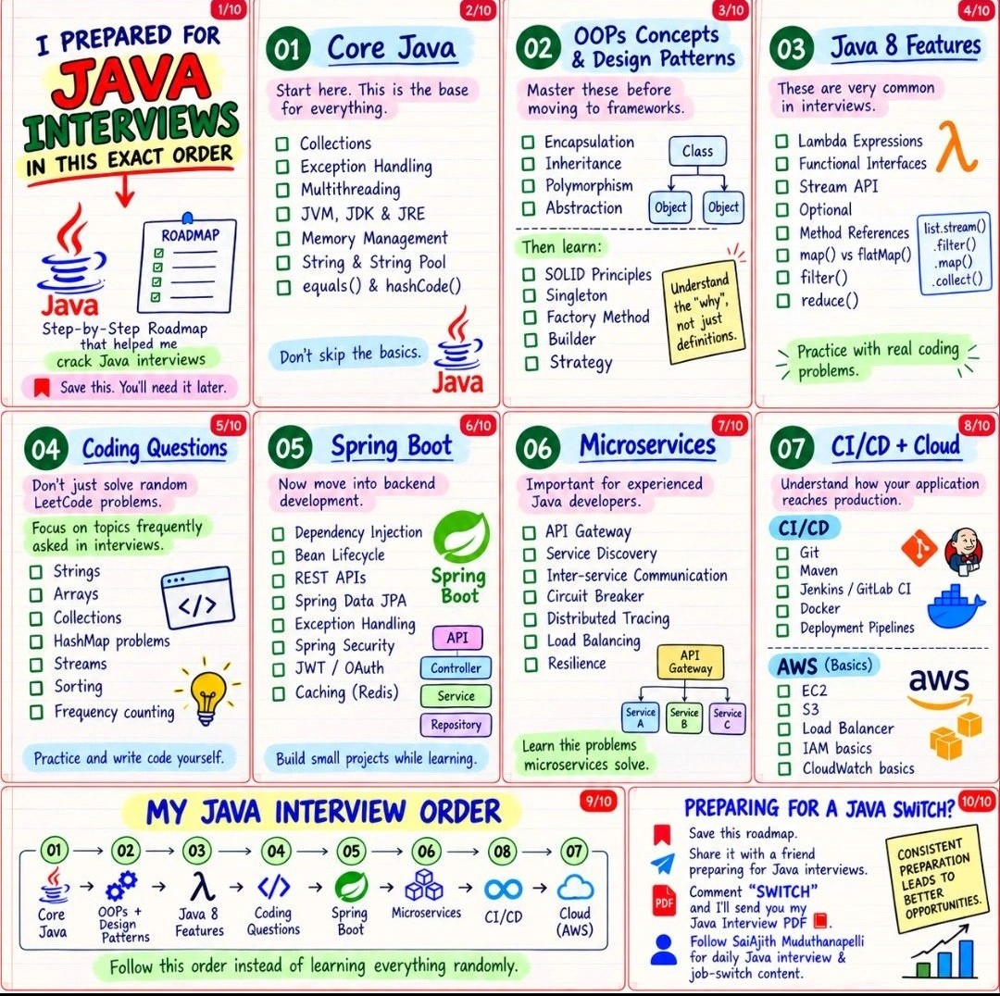 1/10
I PREPARED FOR
JAVA
INTERVIEWS
IN THIS EXACT ORDER
Java
ROADMAP
Step-by-Step Roadmap
that helped me
crack Java interviews
Save this. You'll need it later.
2/10
01 Core Java
Start here. This is the base
for everything.
Collections
Exception Handling
Multithreading
JVM, JDK & JRE
Memory Management
String & String Pool
equals() & hashCode()
Don't skip the basics.
Java
3/10
02 OOPs Concepts
& Design Patterns
Master these before
moving to frameworks.
Encapsulation
Inheritance
Polymorphism
Abstraction
Class
Object Object
Then learn:
SOLID Principles
Singleton
Factory Method
Builder
Strategy
Understand
the "why",
not just
definitions.
4/10
03 Java 8 Features
These are very common
in interviews.
Lambda Expressions
Functional Interfaces
Stream API
Optional
Method References
map() vs flatMap()
filter()
reduce()
λ
list.stream()
.filter()
.map()
.collect()
Practice with real coding
problems.
5/10
04 Coding Questions
Don't just solve random
LeetCode problems.
Focus on topics frequently
asked in interviews.
Strings
Arrays
Collections
HashMap problems
Streams
Sorting
Frequency counting
</>
Practice and write code yourself.
6/10
05 Spring Boot
Now move into backend
development.
Dependency Injection
Bean Lifecycle
REST APIs
Spring Data JPA
Exception Handling
Spring Security
JWT / OAuth
Caching (Redis)
Spring
Boot
API
Controller
Service
Repository
Build small projects while learning.
7/10
06 Microservices
Important for experienced
Java developers.
API Gateway
Service Discovery
Inter-service Communication
Circuit Breaker
Distributed Tracing
Load Balancing
Resilience
API
Gateway
Service
A
Service
B
Service
C
Learn thie problems
microservices solve.
8/10
07 CI/CD + Cloud
Understand how your application
reaches production.
CI/CD
Git
Maven
Jenkins / GitLab CI
Docker
Deployment Pipelines
AWS (Basics)
EC2
S3
Load Balancer
IAM basics
CloudWatch basics
aws
9/10
MY JAVA INTERVIEW ORDER
01 02 03 04 05 06 08 07
Core
Java
OOPs +
Design
Patterns
λ
Java 8
Features
</>
Coding
Questions
Spring
Boot
Microservices
CI/CD
Cloud
(AWS)
Follow this order instead of learning everything randomly.
10/10
PREPARING FOR A JAVA SWITCH?
Save this roadmap.
Share it with a friend
preparing for Java interviews.
PDF
Comment "SWITCH"
and I'll send you my
Java Interview PDF .
Follow SaiAjith Muduthanapelli
for daily Java interview &
job-switch content.
CONSISTENT
PREPARATION
LEADS TO
BETTER
OPPORTUNITIES.